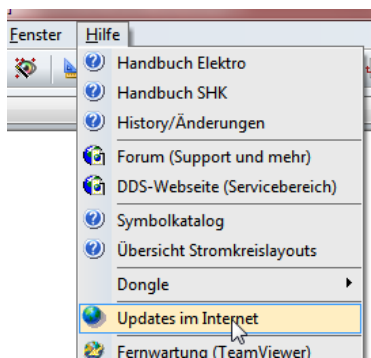 Fenster Hilfe
Handbuch Elektro
Handbuch SHK
History/Änderungen
Forum (Support und mehr)
DDS-Webseite (Servicebereich)
Symbolkatalog
Übersicht Stromkreislayouts
Dongle
Updates im Internet
Fernwartung (TeamViewer)